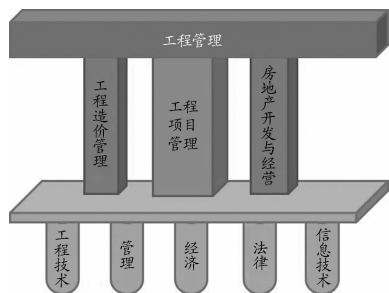 工程管理
工程造价管理
工程
项目
管理
房地产开发与经营
工程技术
管理
经济
法律
信息技术